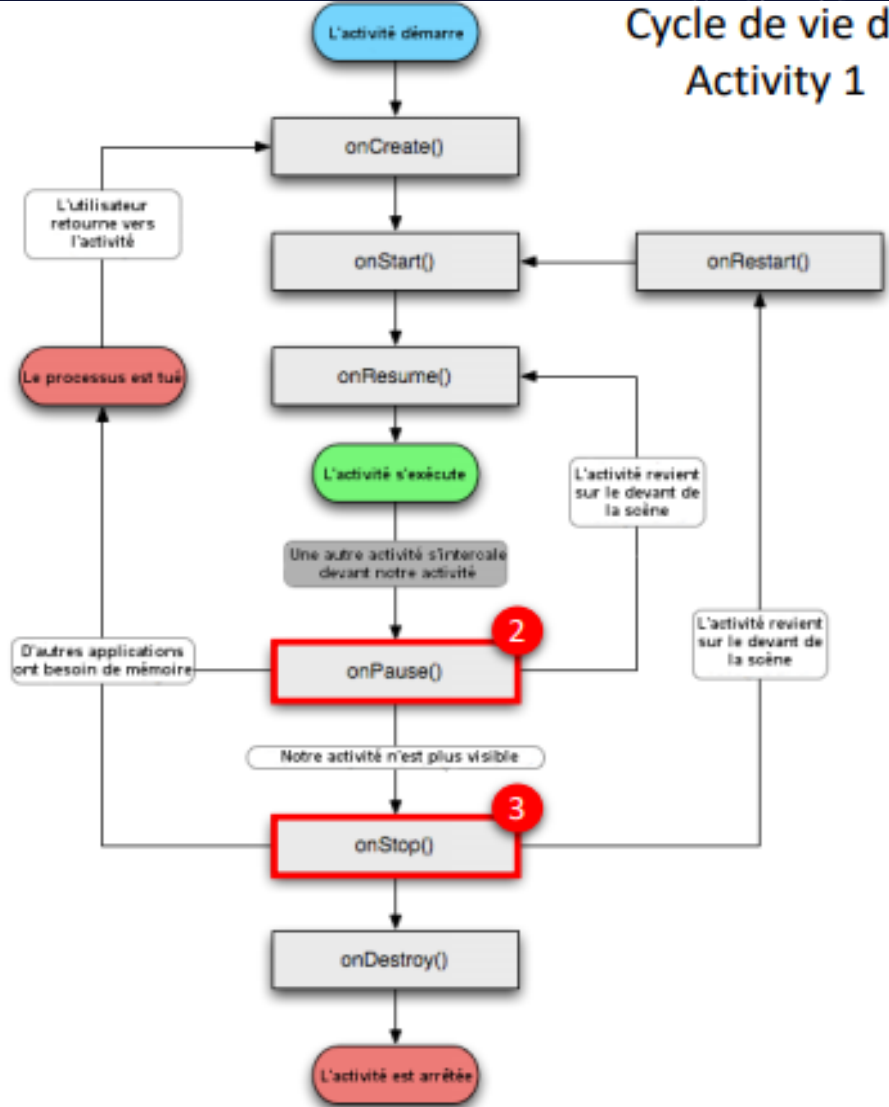 Cycle de vie d
Activity 1
L'activité démarre
onCreate()
L'utilisateur
retourne vers
l'activité
onStart()
onRestart()
Le processus est tué
onResume()
L'activité s'exécute
L'activité revient
sur le devant de
la scène
Une autre activité s'intercale
devant notre activité
2
D'autres applications
ont besoin de mémoire
onPause()
L'activité revient
sur le devant de
la scène
Notre activité n'est plus visible
3
onStop()
onDestroy()
L'activité est arrêtée